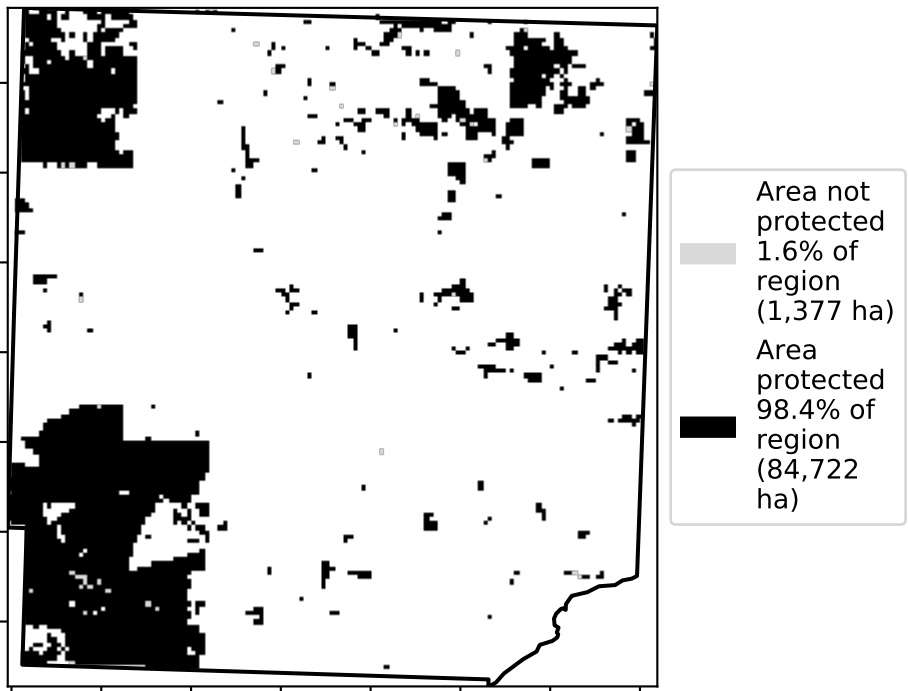 Area not
protected
1.6% of
region
(1,377 ha)
Area
protected
98.4% of
region
(84,722
ha)